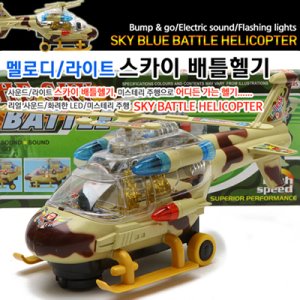 Bump & go/Electric sound/Flashing lights
SKY BLUE BATTLE HELICOPTER
멜로디/라이트 스카이 배틀헬기
사운드/라이트 스카이 배틀헬기, 미스테리 주행으로 어디든 가는 헬기......
리얼 사운드/화려한 LED/미스테리 주행 SKY BATTLE HELICOPTER
BATTLE
SOUND
speed
SUPERIOR PERFORMANCE